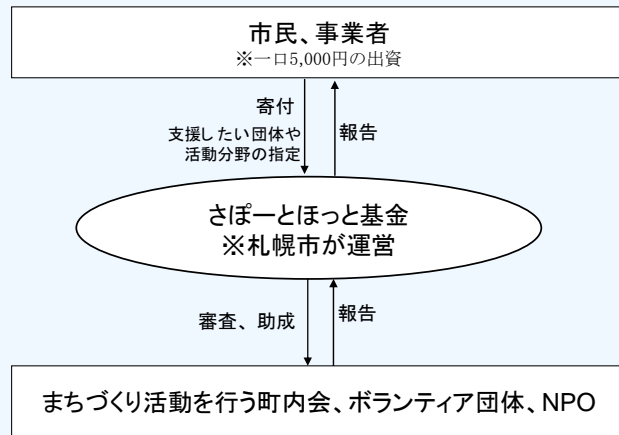 市民、事業者
※一口5,000円の出資
寄付
支援したい団体や
活動分野の指定
報告
さぽーとほっと基金
※札幌市が運営
審査、助成
報告
まちづくり活動を行う町内会、ボランティア団体、NPO